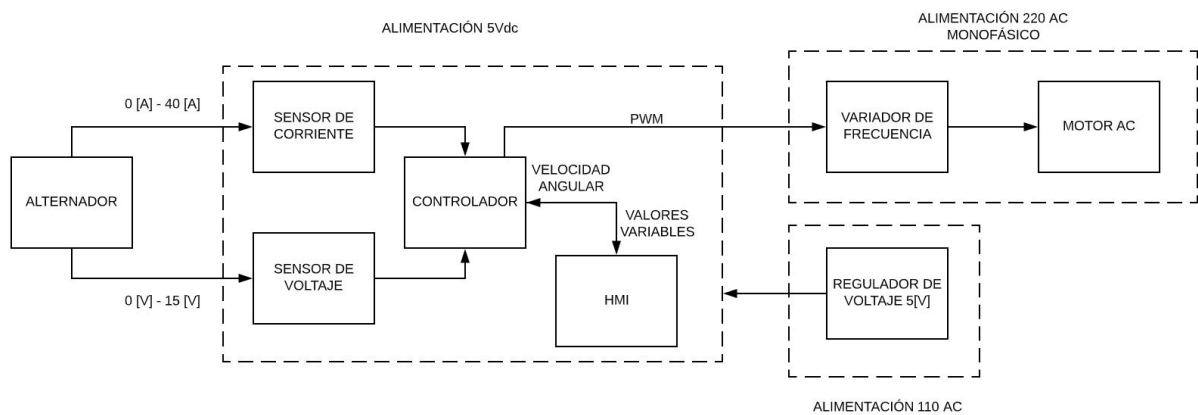 ALIMENTACIÓN 5Vdc
ALIMENTACIÓN 220 AC
MONOFÁSICO
0 [A] - 40 [A]
SENSOR DE
CORRIENTE
PWM
VARIADOR DE
FRECUENCIA
MOTOR AC
ALTERNADOR
CONTROLADOR
VELOCIDAD
ANGULAR
VALORES
VARIABLES
SENSOR DE
VOLTAJE
0 [V] - 15 [V]
HMI
REGULADOR DE
VOLTAJE 5[V]
ALIMENTACIÓN 110 AC